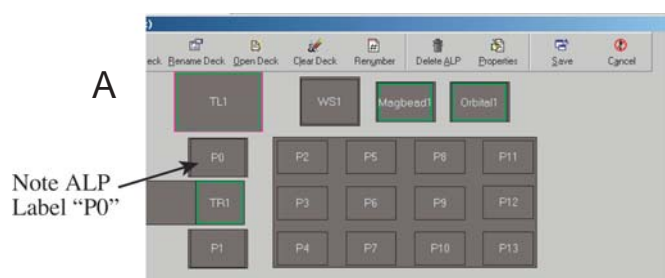 )
eck Rename Deck Open Deck Clear Deck Renumber Delete ALP Properties Save Cancel
A
TL1 WS1 Magbead1 Orbital1
P0 P2 P5 P8 P11
Note ALP
Label “P0”
TR1 P3 P6 P9 P12
P1 P4 P7 P10 P13